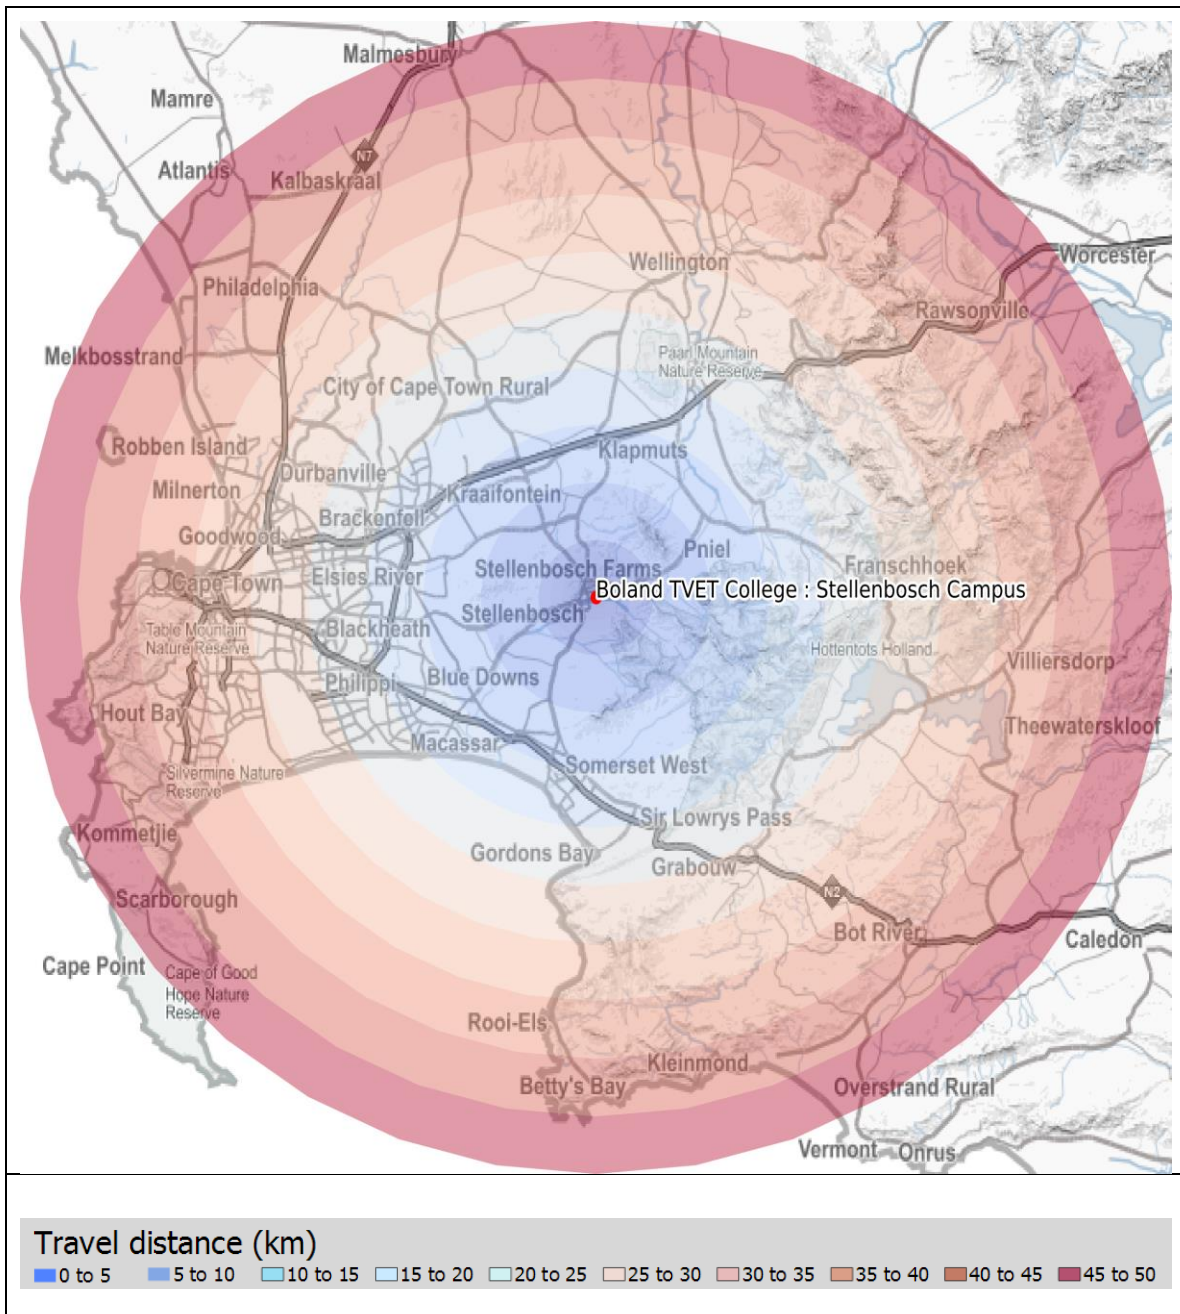 Malmesbury
Mamre
Atlantis
N7
Kalbaskraal
Worcester
Wellington
Philadelphia
Rawsonville
Melkbosstrand
Paarl Mountain
Nature Reserve
City of Cape Town Rural
Robben Island
Klapmuts
Durbanville
Milnerton
Kraaifontein
Brackenfell
Goodwood
Pniel
Stellenbosch Farms
Franschhoek
Elsies River
Cape Town
Boland TVET College : Stellenbosch Campus
Stellenbosch
Blackheath
Table Mountain
Nature Reserve
Hottentots Holland
Villiersdorp
Blue Downs
Philippi
Hout Bay
Theewaterskloof
Macassar
Somerset West
Silvermine Nature
Reserve
Sir Lowrys Pass
Kommetjie
Gordons Bay
Grabouw
N2
Scarborough
Bot River
Caledon
Cape Point
Cape of Good
Hope Nature
Reserve
Rooi-Els
Kleinmond
Betty's Bay
Overstrand Rural
Vermont
Onrus
Travel distance (km)
0 to 5 5 to 10 10 to 15 15 to 20 20 to 25 25 to 30 30 to 35 35 to 40 40 to 45 45 to 50